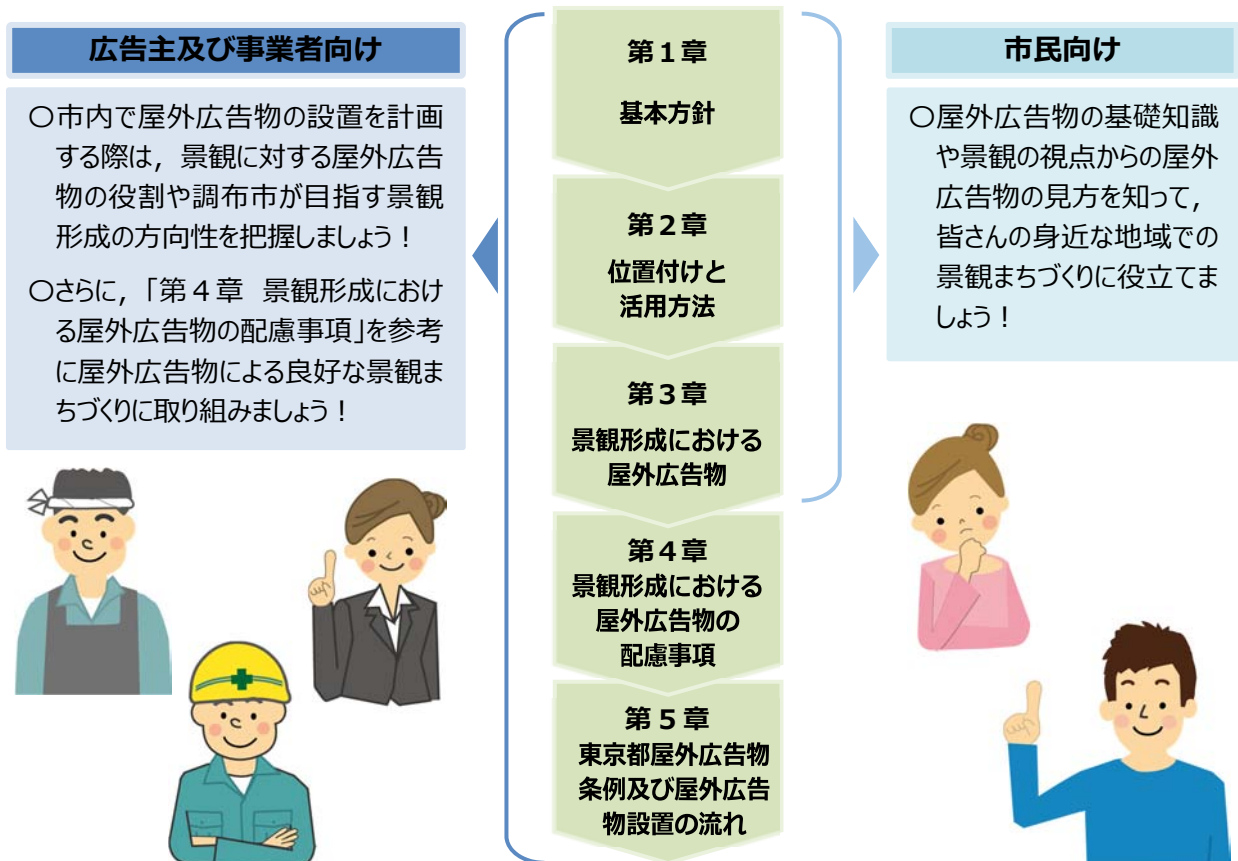 広告主及び事業者向け
〇市内で屋外広告物の設置を計画
する際は，景観に対する屋外広告
物の役割や調布市が目指す景観
形成の方向性を把握しましょう！
〇さらに，「第４章 景観形成におけ
る屋外広告物の配慮事項」を参考
に屋外広告物による良好な景観ま
ちづくりに取り組みましょう！
第１章
基本方針
第２章
位置付けと
活用方法
第３章
景観形成における
屋外広告物
第４章
景観形成における
屋外広告物の
配慮事項
第５章
東京都屋外広告物
条例及び屋外広告
物設置の流れ
市民向け
〇屋外広告物の基礎知識
や景観の視点からの屋外
広告物の見方を知って，
皆さんの身近な地域での
景観まちづくりに役立てま
しょう！